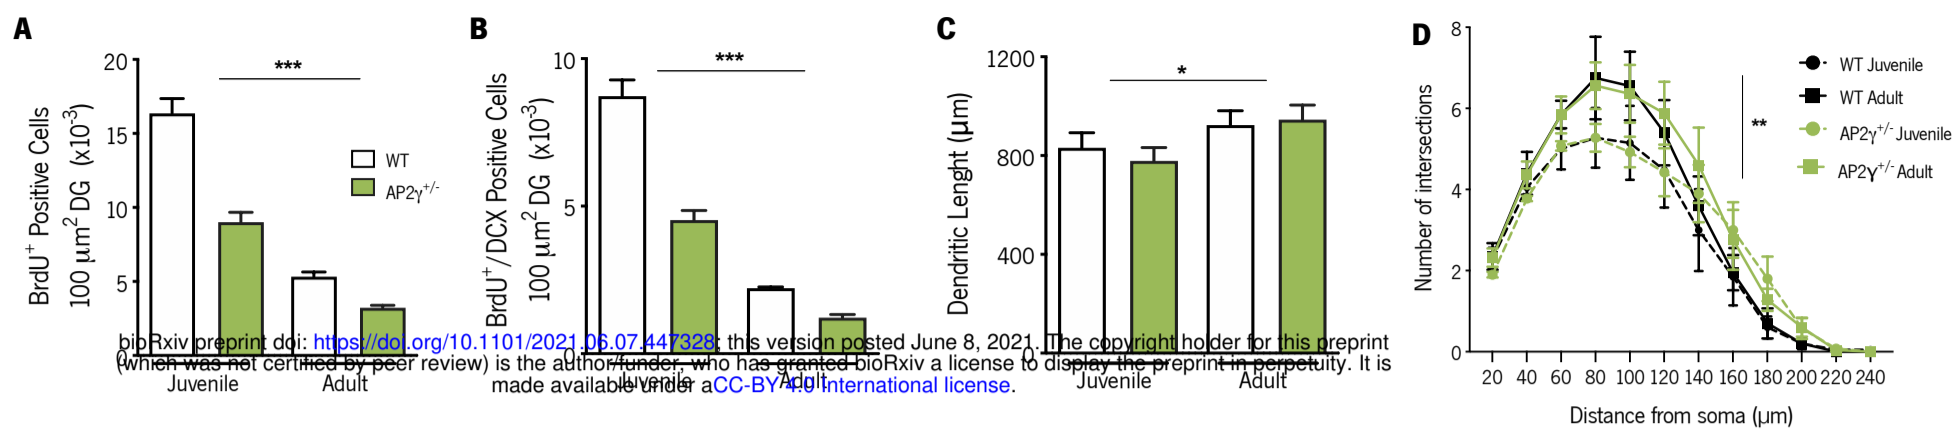 A
BrdU+ Positive Cells
100 µm2 DG (x10-3)
20
15
10
5
0
***
WT
AP2γ+/-
Juvenile
Adult
B
BrdU+/DCX Positive Cells
100 µm2 DG (x10-3)
10
5
0
***
Juvenile
Adult
C
Dendritic Lenght (µm)
1200
800
400
0
*
Juvenile
Adult
D
Number of intersections
8
6
4
2
0
**
WT Juvenile
WT Adult
AP2γ+/- Juvenile
AP2γ+/- Adult
20 40 60 80 100 120 140 160 180 200 220 240
Distance from soma (µm)
bioRxiv preprint doi: https://doi.org/10.1101/2021.06.07.447328; this version posted June 8, 2021. The copyright holder for this preprint
(which was not certified by peer review) is the author/funder, who has granted bioRxiv a license to display the preprint in perpetuity. It is
made available under aCC-BY 4.0 International license.